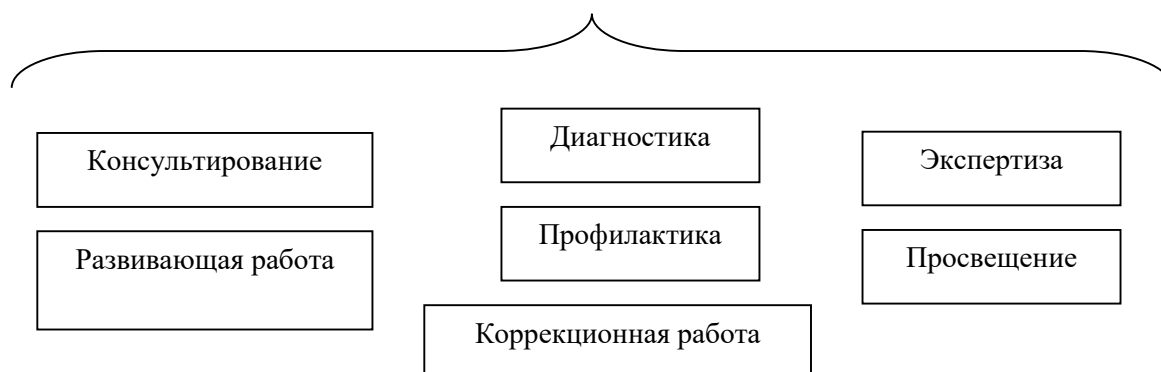 Консультирование
Развивающая работа
Диагностика
Профилактика
Коррекционная работа
Экспертиза
Просвещение